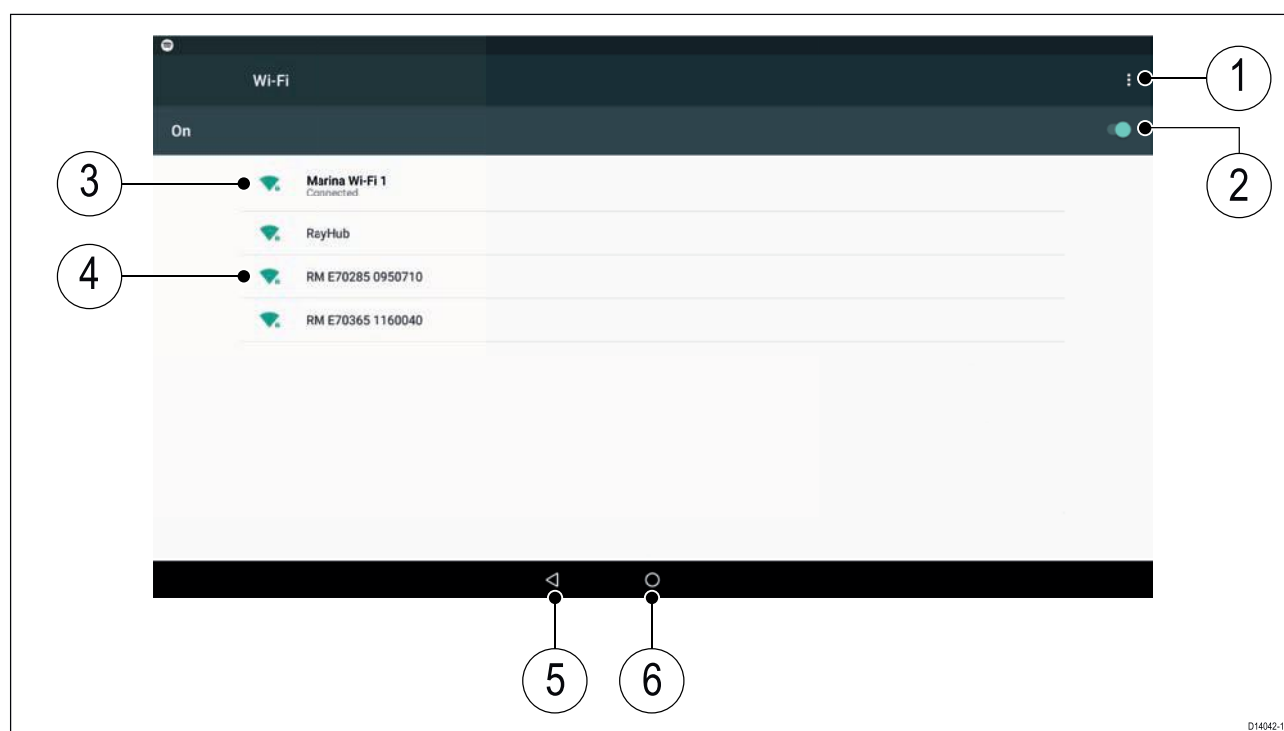 Wi-Fi
1
On
2
3
Marina Wi-Fi 1
Connected
RayHub
4
RM E70285 0950710
RM E70365 1160040
5
6
D14042-1